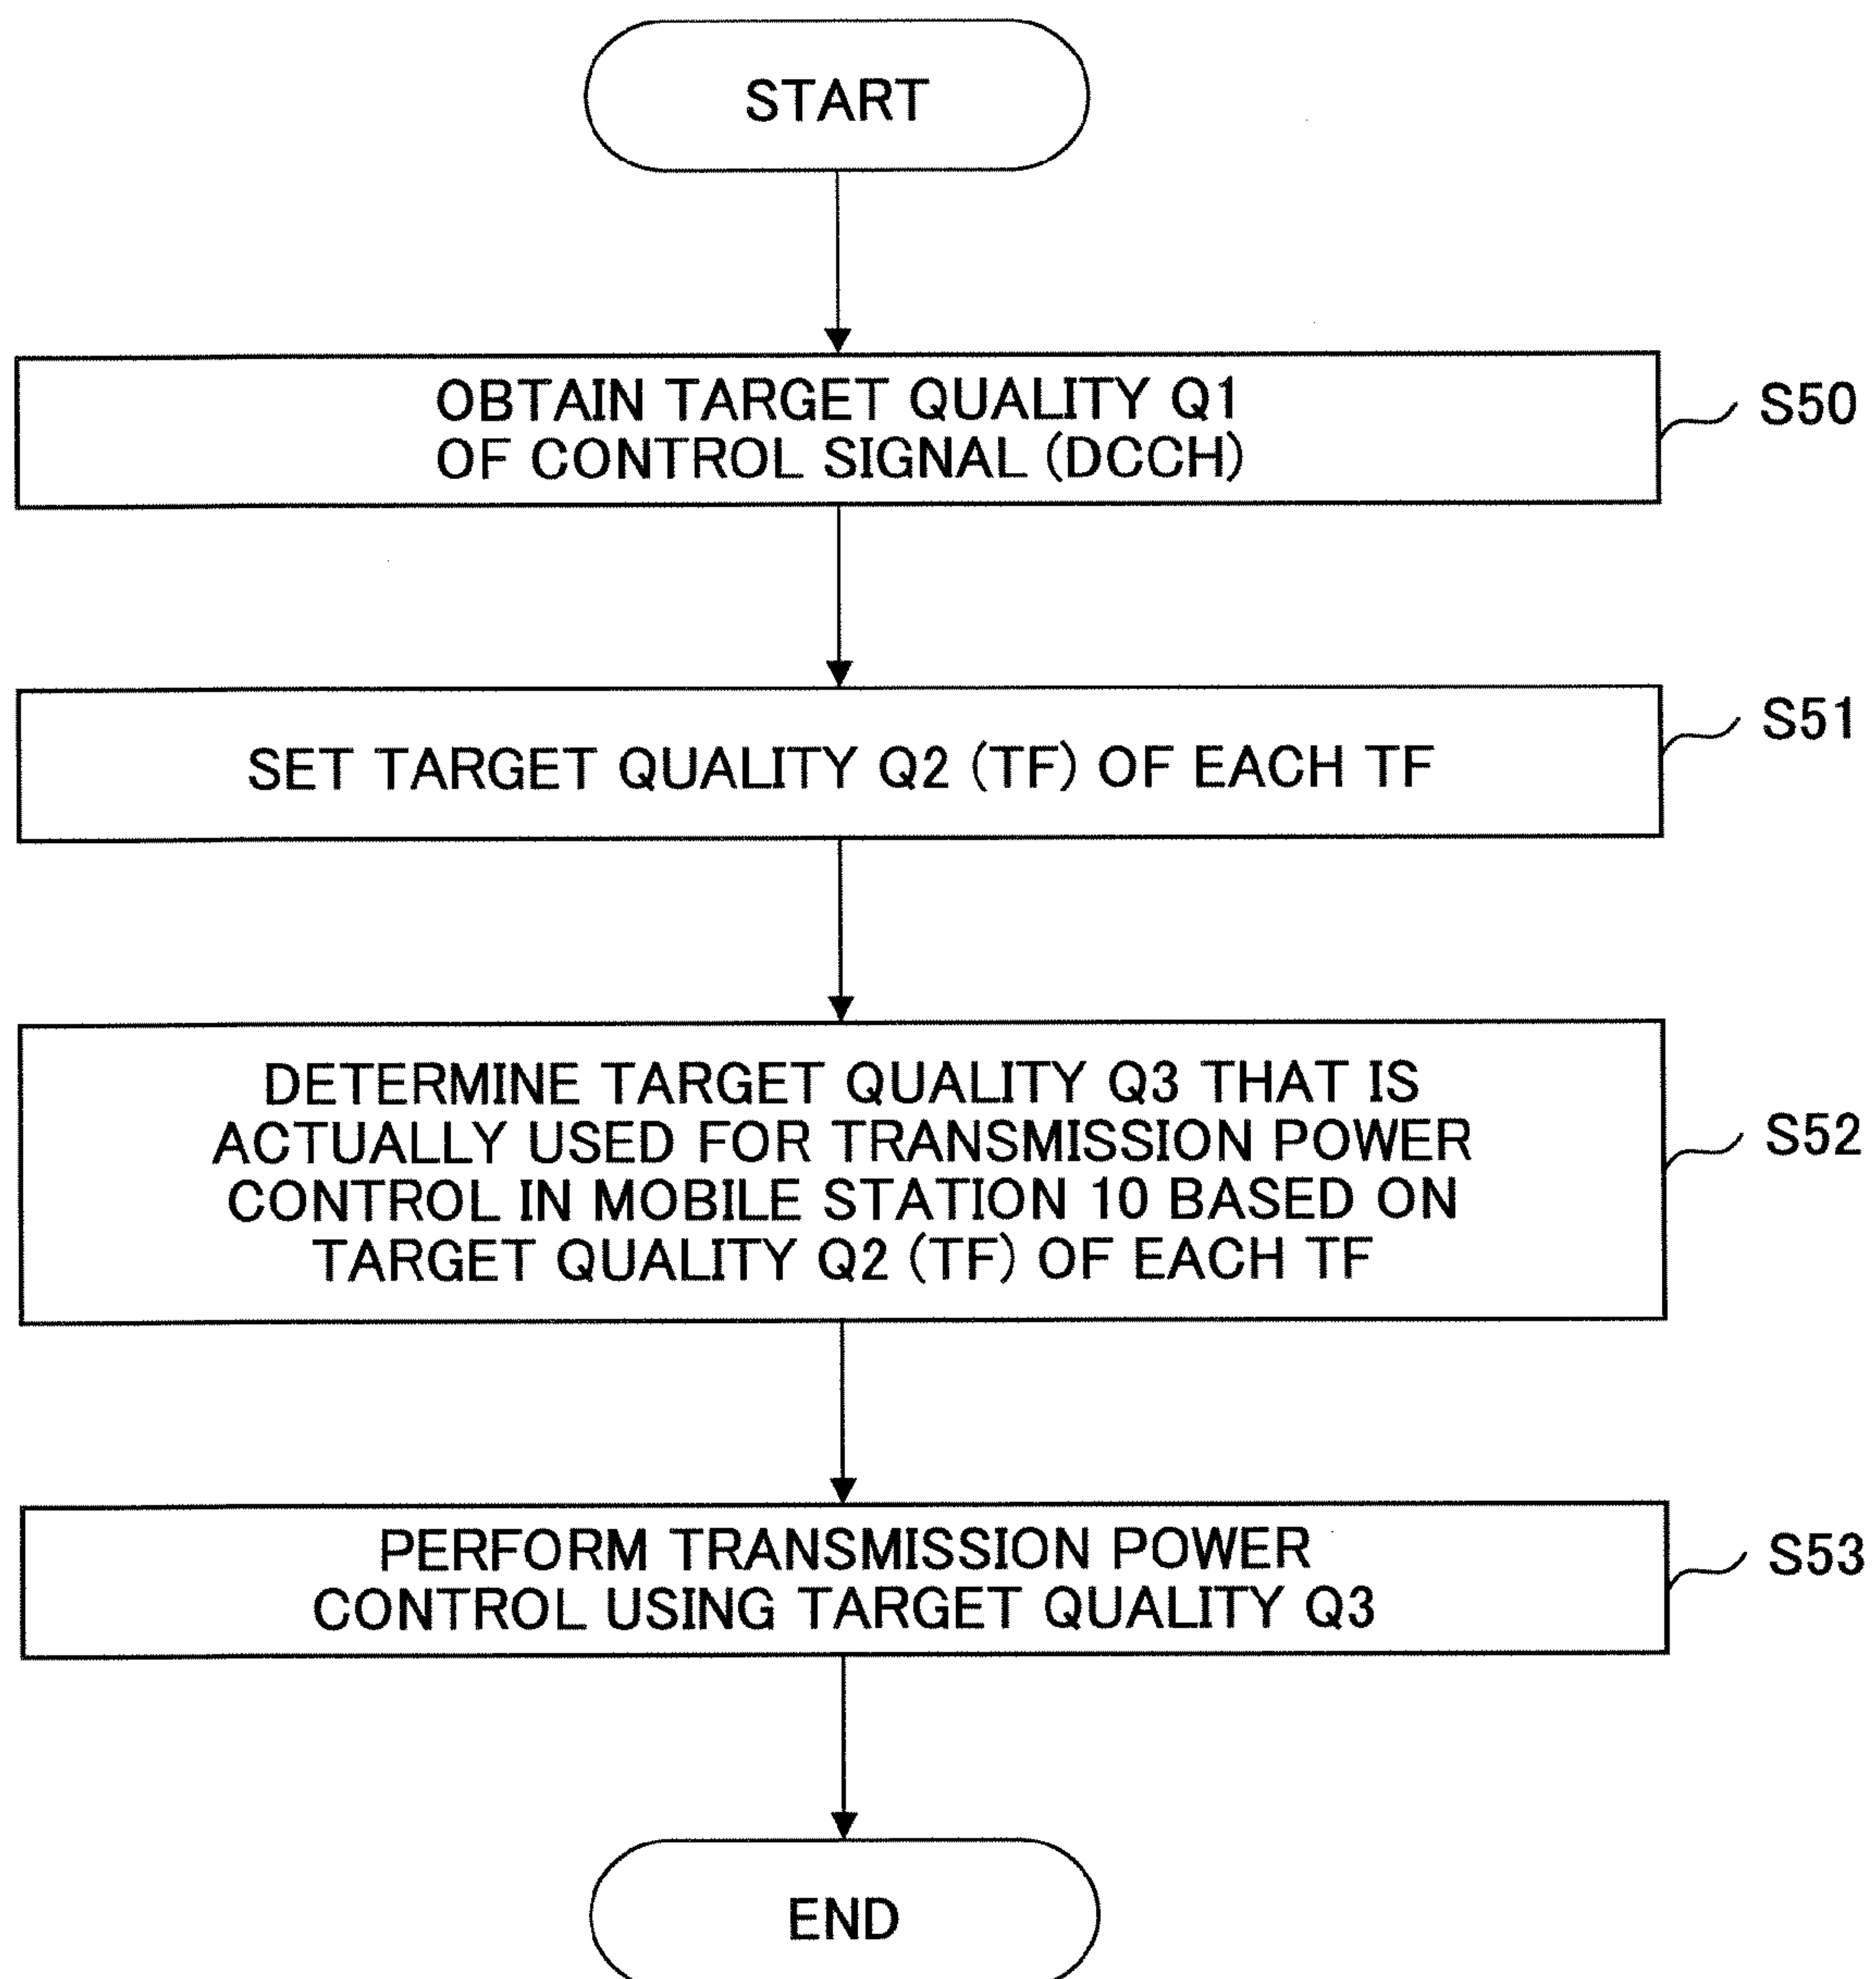 START
OBTAIN TARGET QUALITY Q1
OF CONTROL SIGNAL (DCCH)
S50
SET TARGET QUALITY Q2 (TF) OF EACH TF
S51
DETERMINE TARGET QUALITY Q3 THAT IS
ACTUALLY USED FOR TRANSMISSION POWER
CONTROL IN MOBILE STATION 10 BASED ON
TARGET QUALITY Q2 (TF) OF EACH TF
S52
PERFORM TRANSMISSION POWER
CONTROL USING TARGET QUALITY Q3
S53
END